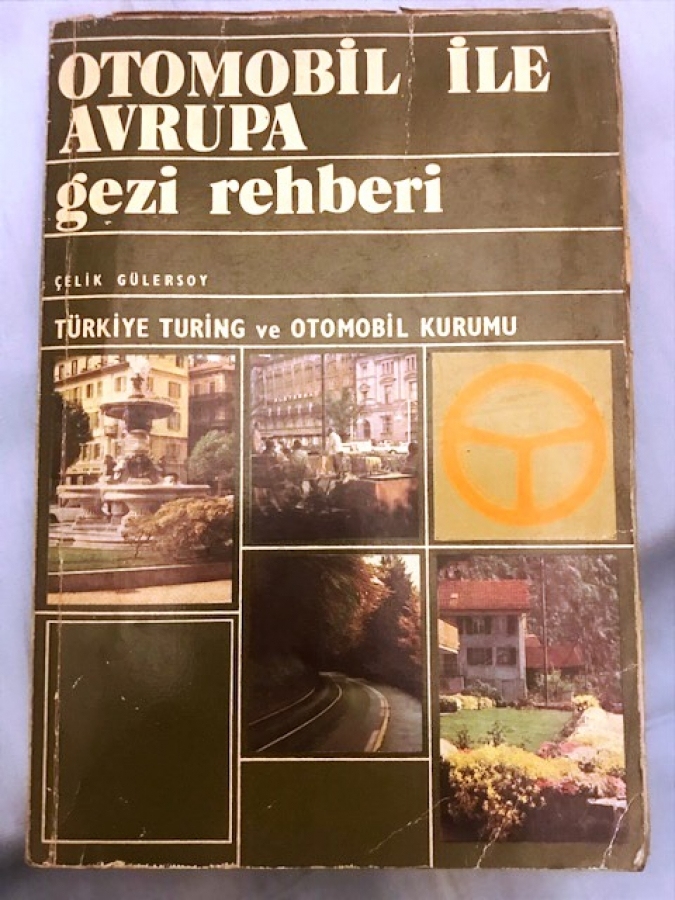 OTOMOBİL İLE
AVRUPA
gezi rehberi
ÇELİK GÜLERSOY
TÜRKİYE TURİNG ve OTOMOBİL KURUMU